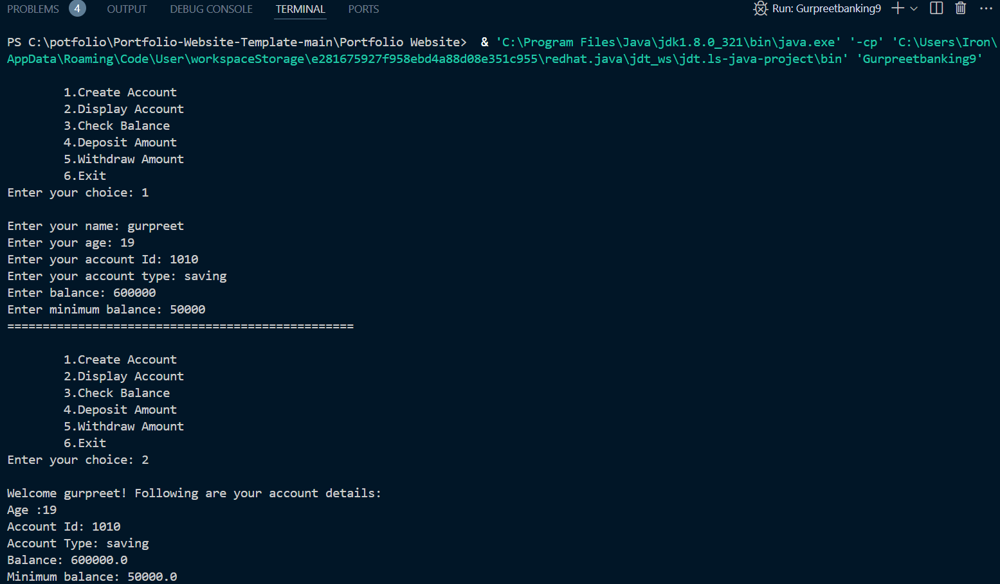 PROBLEMS 4 OUTPUT DEBUG CONSOLE TERMINAL PORTS Run: Gurpreetbanking9
PS C:\potfolio\Portfolio-Website-Template-main\Portfolio Website>  & 'C:\Program Files\Java\jdk1.8.0_321\bin\java.exe' '-cp' 'C:\Users\Iron\
AppData\Roaming\Code\User\workspaceStorage\e281675927f958ebd4a88d08e351c955\redhat.java\jdt_ws\jdt.ls-java-project\bin' 'Gurpreetbanking9'
1.Create Account
2.Display Account
3.Check Balance
4.Deposit Amount
5.Withdraw Amount
6.Exit
Enter your choice: 1
Enter your name: gurpreet
Enter your age: 19
Enter your account Id: 1010
Enter your account type: saving
Enter balance: 600000
Enter minimum balance: 50000
=================================================
1.Create Account
2.Display Account
3.Check Balance
4.Deposit Amount
5.Withdraw Amount
6.Exit
Enter your choice: 2
Welcome gurpreet! Following are your account details:
Age :19
Account Id: 1010
Account Type: saving
Balance: 600000.0
Minimum balance: 50000.0